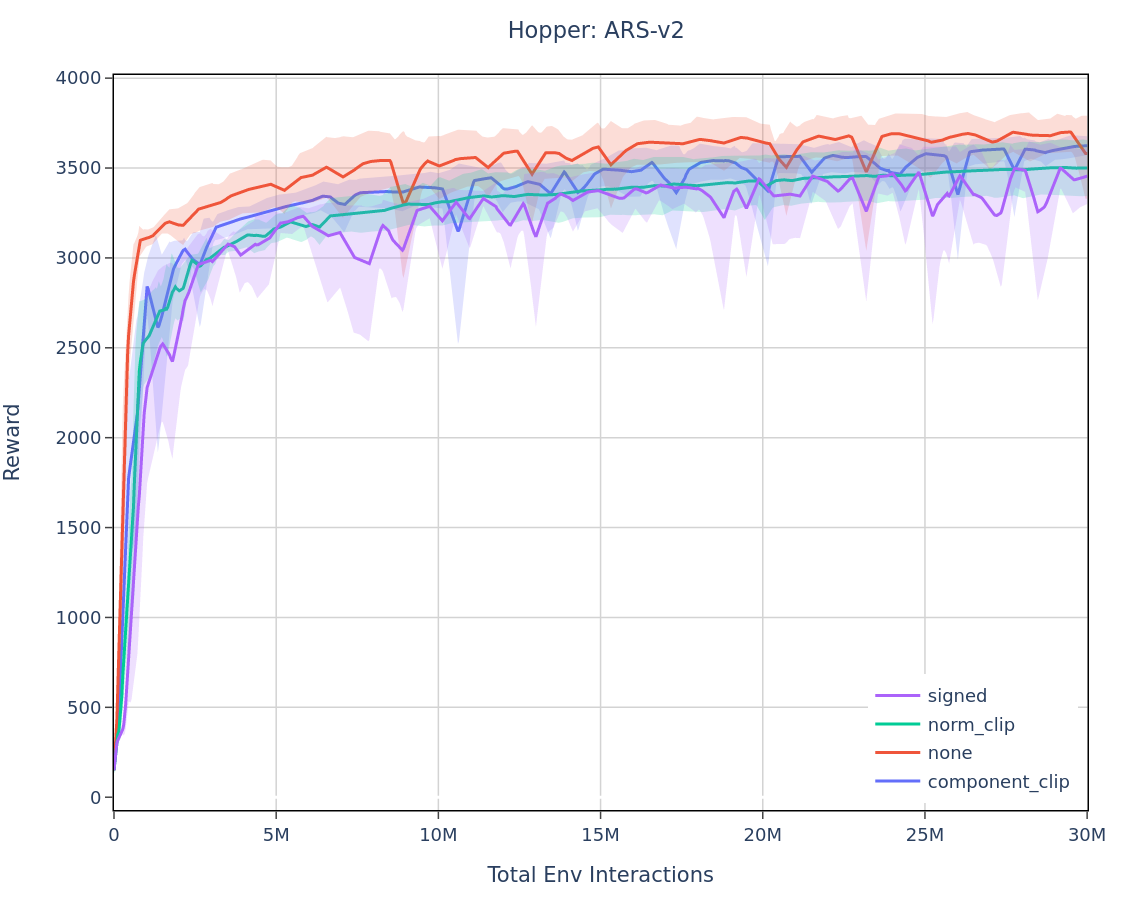 Hopper: ARS-v2
4000
3500
3000
2500
2000
1500
1000
500
0
Reward
signed
norm_clip
none
component_clip
0 5M 10M 15M 20M 25M 30M
Total Env Interactions